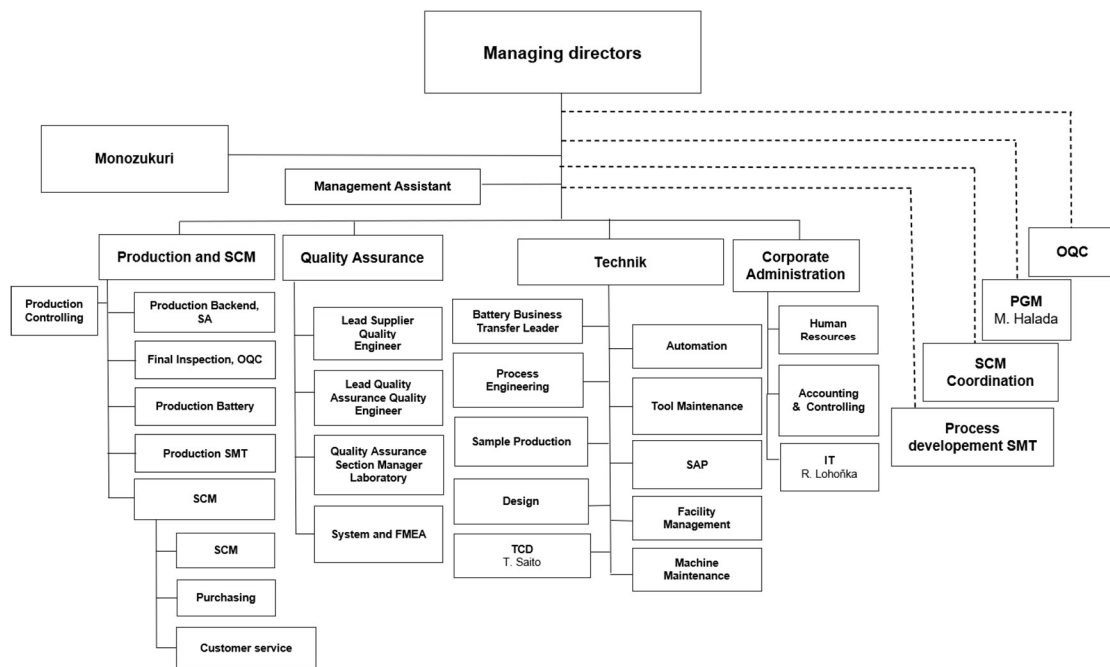 Managing directors
Monozukuri
Management Assistant
Production and SCM
Quality Assurance
Technik
Corporate
Administration
OQC
PGM
M. Halada
SCM
Coordination
Process
developement SMT
Production
Controlling
Production Backend,
SA
Final Inspection, OQC
Production Battery
Production SMT
SCM
SCM
Purchasing
Customer service
Lead Supplier
Quality
Engineer
Lead Quality
Assurance Quality
Engineer
Quality Assurance
Section Manager
Laboratory
System and FMEA
Battery Business
Transfer Leader
Process
Engineering
Sample Production
Design
TCD
T. Saito
Automation
Tool Maintenance
SAP
Facility
Management
Machine
Maintenance
Human
Resources
Accounting
& Controlling
IT
R. Lohoňka